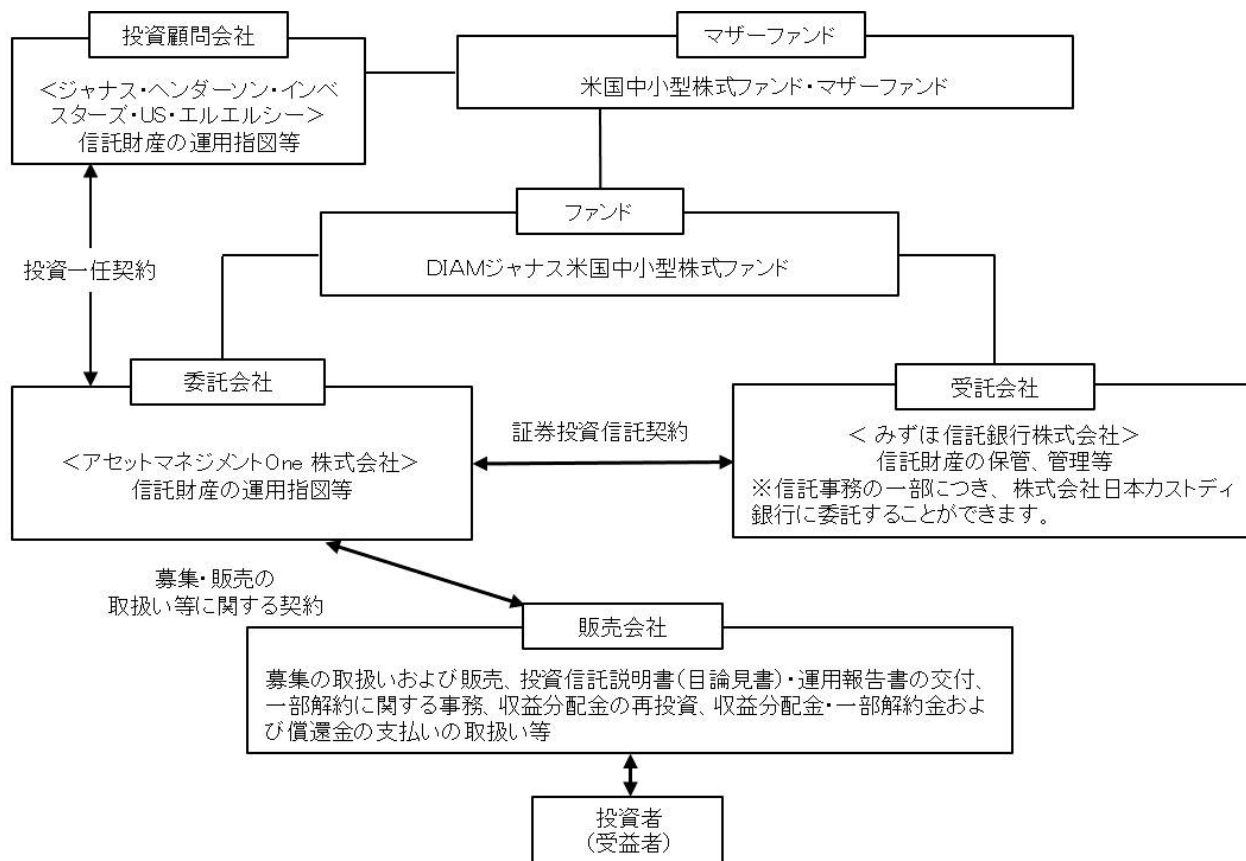 投資顧問会社
<ジャナス・ヘンダーソン・インベ
スターズ・US・エルエルシー>
信託財産の運用指図等
マザーファンド
米国中小型株式ファンド・マザーファンド
ファンド
DIAMジャナス米国中小型株式ファンド
投資一任契約
委託会社
<アセットマネジメントOne 株式会社>
信託財産の運用指図等
証券投資信託契約
受託会社
< みずほ信託銀行株式会社>
信託財産の保管、管理等
※信託事務の一部につき、株式会社日本カストディ
銀行に委託することができます。
募集・販売の
取扱い等に関する契約
販売会社
募集の取扱いおよび販売、投資信託説明書(目論見書)・運用報告書の交付、
一部解約に関する事務、収益分配金の再投資、収益分配金・一部解約金およ
び償還金の支払いの取扱い等
投資者
(受益者)